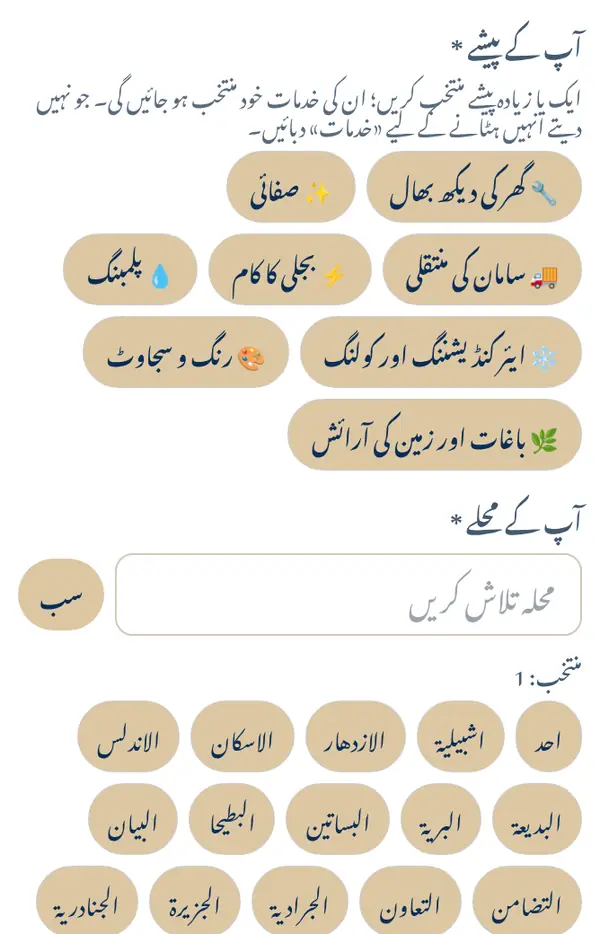 آپ کے پیشے *
ایک یا زیادہ پیشے منتخب کریں؛ ان کی خدمات خود منتخب ہو جائیں گی۔ جو نہیں
دیتے انہیں ہٹانے کے لیے «خدمات» دبائیں۔
🔧 گھر کی دیکھ بھال ✨ صفائی
🚚 سامان کی منتقلی ⚡ بجلی کا کام 💧 پلمبنگ
❄️ ایئر کنڈیشننگ اور کولنگ 🎨 رنگ و سجاوٹ
🌿 باغات اور زمین کی آرائش
آپ کے محلے *
محلہ تلاش کریں سب
منتخب: 1
احد اشبيلية الازدهار الاسكان الاندلس
البديعة البرية البساتين البطيحا البيان
التضامن التعاون الجرادية الجزيرة الجنادرية